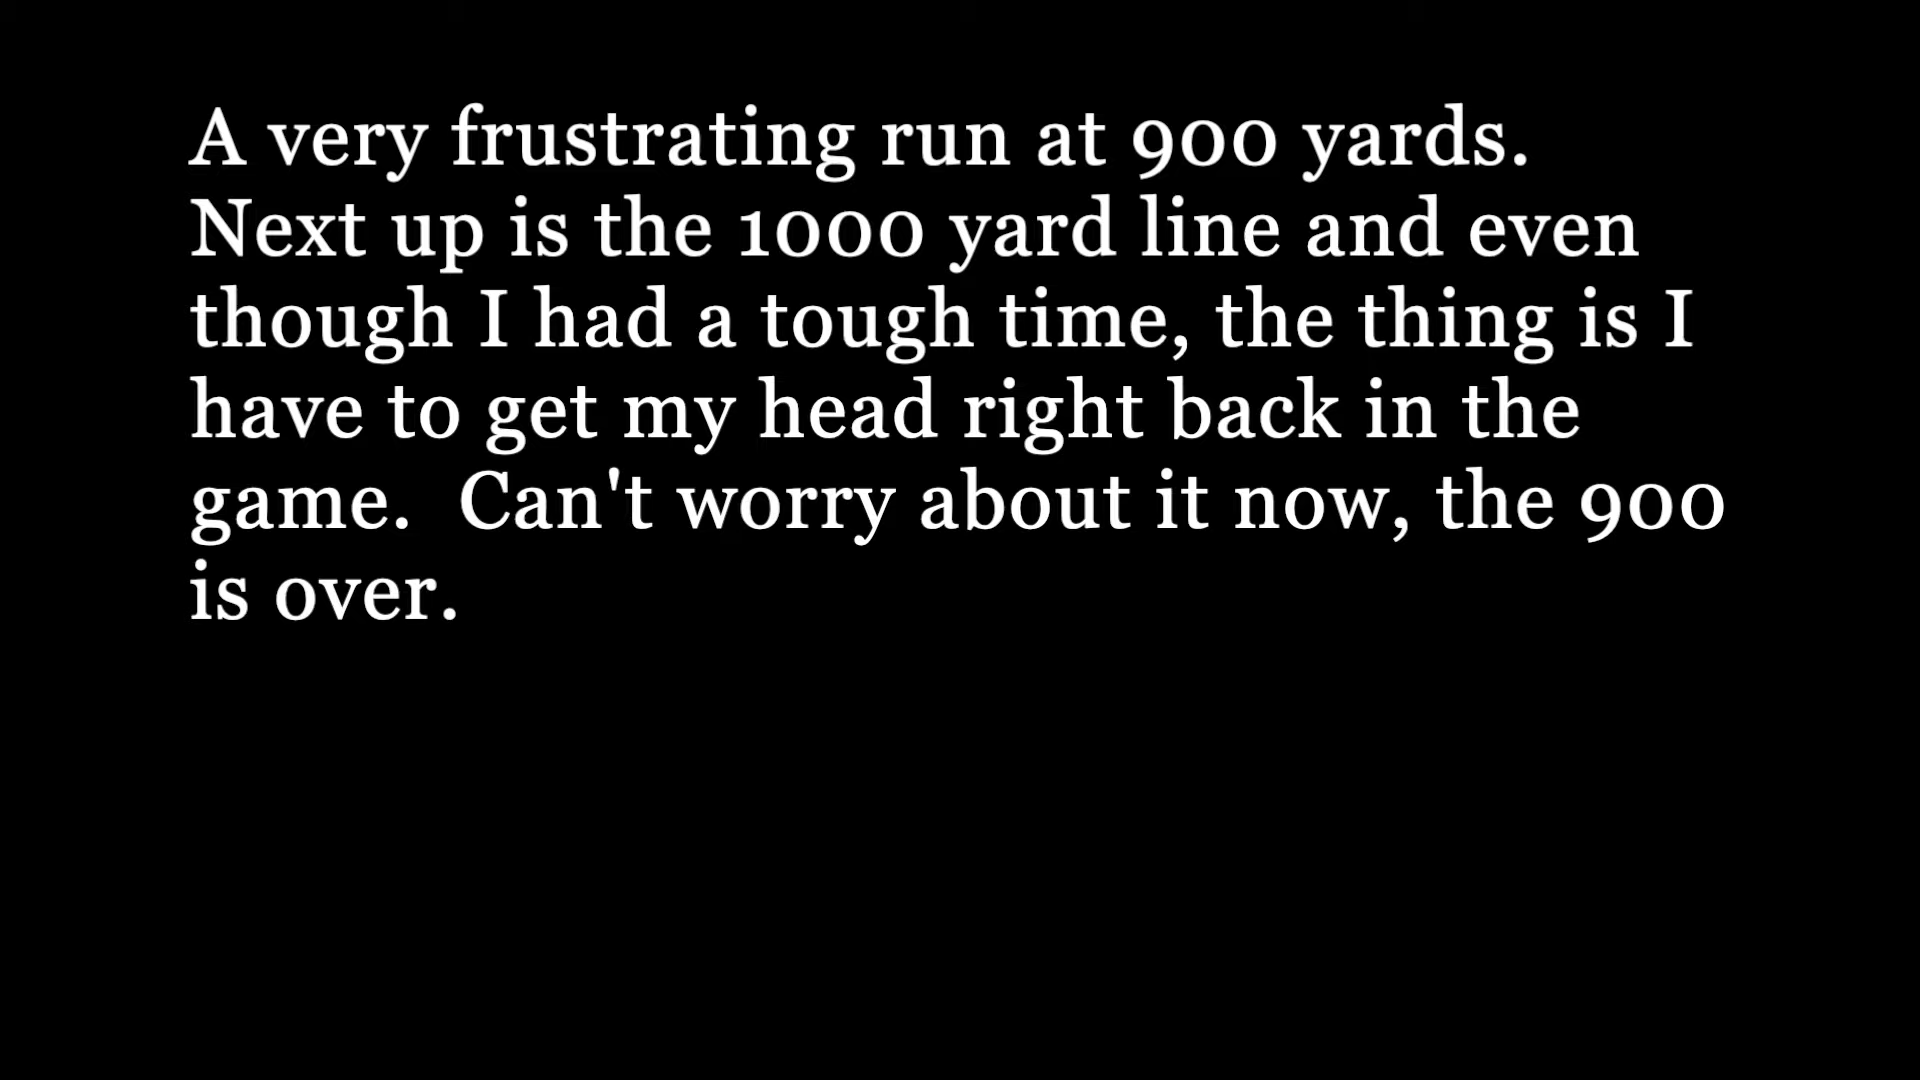 A very frustrating run at 900 yards.
Next up is the 1000 yard line and even
though I had a tough time, the thing is I
have to get my head right back in the
game.  Can't worry about it now, the 900
is over.